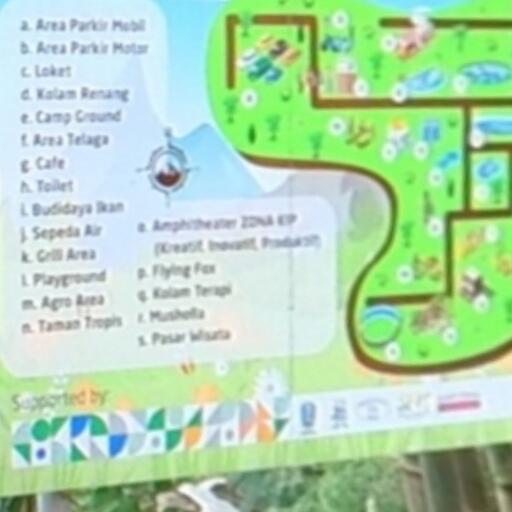 a. Area Parkir Mobil
b. Area Parkir Motor
c. Loket
d. Kolam Renang
e. Camp Ground
f. Area Telaga
g. Cafe
h. Toilet
i. Budidaya Ikan
j. Sepeda Air
k. Grill Area
l. Playground
m. Agro Area
n. Taman Tropis
o. Amphitheater ZONA KIP
(Kreatif, Inovatif, Produktif)
p. Flying Fox
q. Kolam Terapi
r. Musholla
s. Pasar Wisata
Supported by: